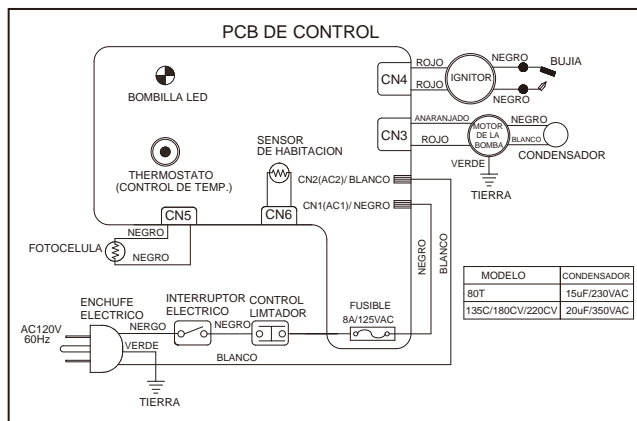 PCB DE CONTROL
BOMBILLA LED
THERMOSTATO
(CONTROL DE TEMP.)
SENSOR
DE HABITACION
CN4
ROJO
ROJO
IGNITOR
NEGRO
NEGRO
BUJIA
CN3
ANARANJADO
ROJO
MOTOR
DE LA
BOMBA
NEGRO
BLANCO
CONDENSADOR
VERDE
TIERRA
CN2(AC2)/ BLANCO
CN1(AC1)/ NEGRO
CN5
CN6
NEGRO
NEGRO
FOTOCELULA
NEGRO
BLANCO
MODELO CONDENSADOR
80T 15uF/230VAC
135C/180CV/220CV 20uF/350VAC
ENCHUFE
ELECTRICO
AC120V
60Hz
NERGO
INTERRUPTOR
ELECTRICO
NEGRO
CONTROL
LIMTADOR
FUSIBLE
8A/125VAC
VERDE
BLANCO
TIERRA